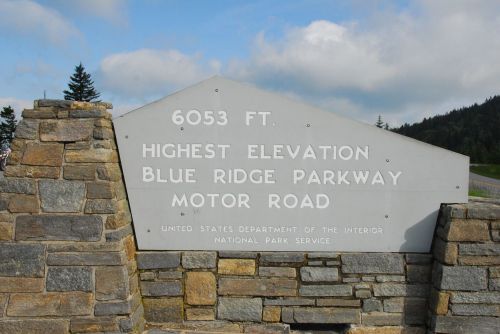 6053 FT.
HIGHEST ELEVATION
BLUE RIDGE PARKWAY
MOTOR ROAD
UNITED STATES DEPARTMENT OF THE INTERIOR
NATIONAL PARK SERVICE